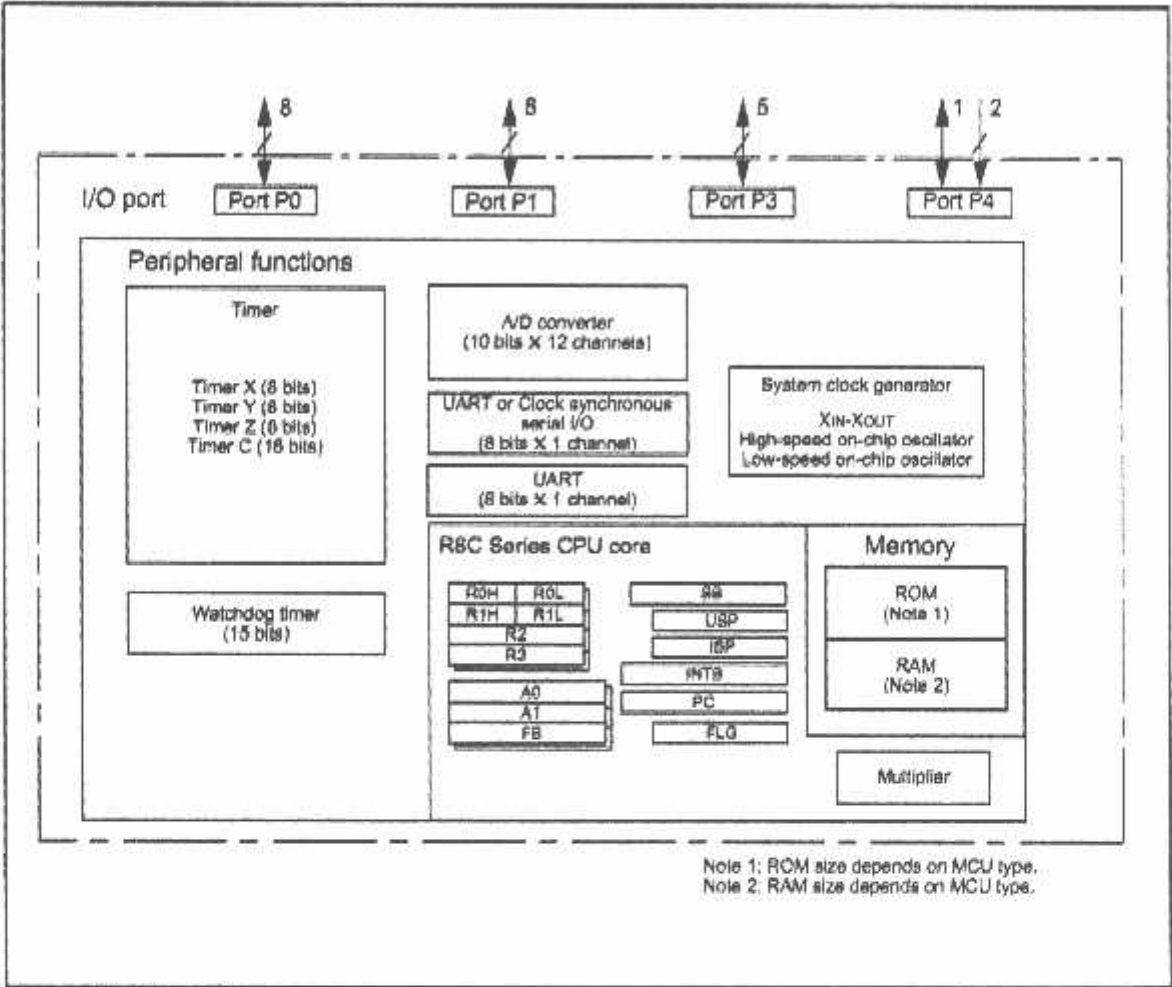 8
8
5
1
2
I/O port
Port P0
Port P1
Port P3
Port P4
Peripheral functions
Timer
Timer X (8 bits)
Timer Y (8 bits)
Timer Z (8 bits)
Timer C (16 bits)
Watchdog timer
(15 bits)
A/D converter
(10 bits X 12 channels)
UART or Clock synchronous
serial I/O
(8 bits X 1 channel)
UART
(8 bits X 1 channel)
System clock generator
XIN-XOUT
High-speed on-chip oscillator
Low-speed on-chip oscillator
R8C Series CPU core
R0H R0L
R1H R1L
R2
R3
A0
A1
FB
SB
USP
ISP
INTB
PC
FLG
Memory
ROM
(Note 1)
RAM
(Note 2)
Multiplier
Note 1: ROM size depends on MCU type.
Note 2: RAM size depends on MCU type.